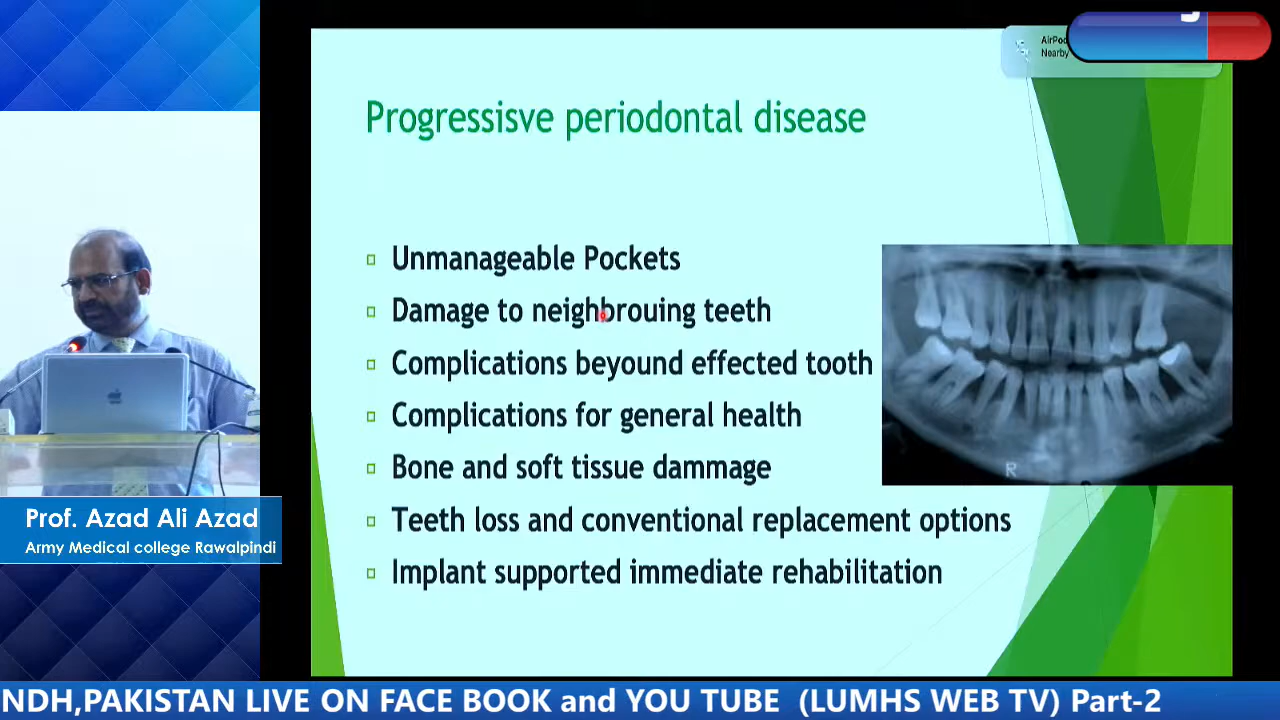 AirPod
Nearby
Progressisve periodontal disease
Unmanageable Pockets
Damage to neighbrouing teeth
Complications beyound effected tooth
Complications for general health
Bone and soft tissue dammage
Teeth loss and conventional replacement options
Implant supported immediate rehabilitation
R
Prof. Azad Ali Azad
Army Medical college Rawalpindi
NDH,PAKISTAN LIVE ON FACE BOOK and YOU TUBE (LUMHS WEB TV) Part-2